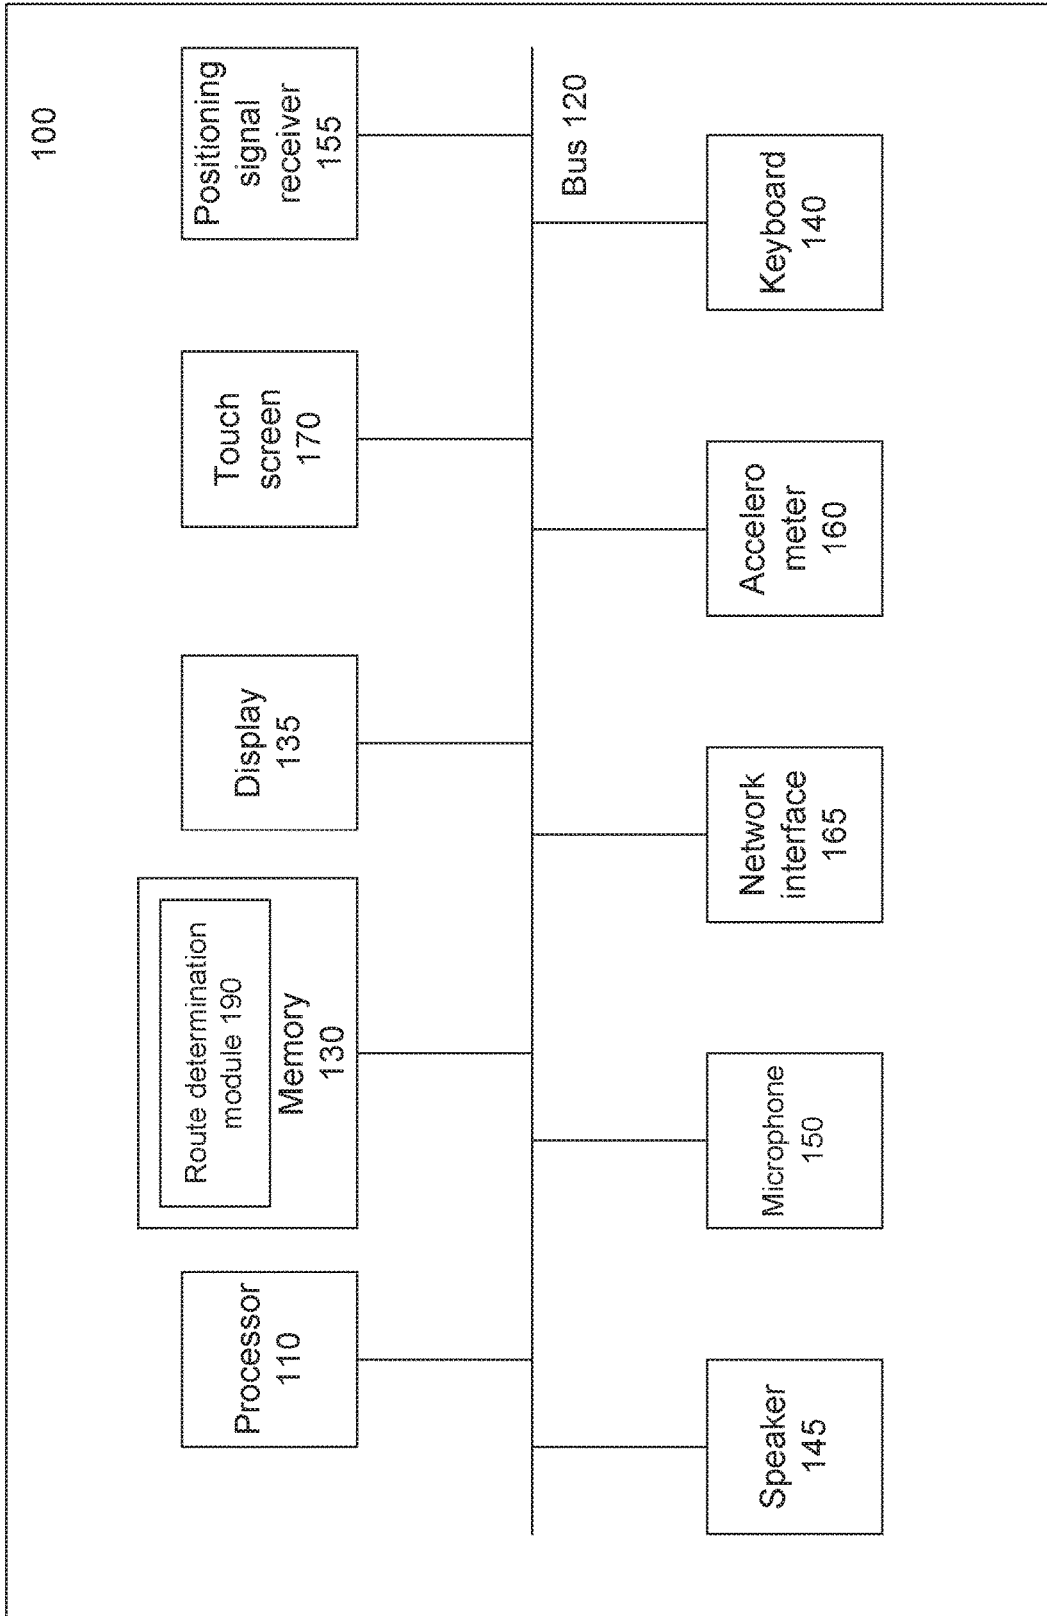 100
Processor
110
Route determination
module 190
Memory
130
Display
135
Touch
screen
170
Positioning
signal
receiver
155
Bus 120
Speaker
145
Microphone
150
Network
interface
165
Accelero
meter
160
Keyboard
140